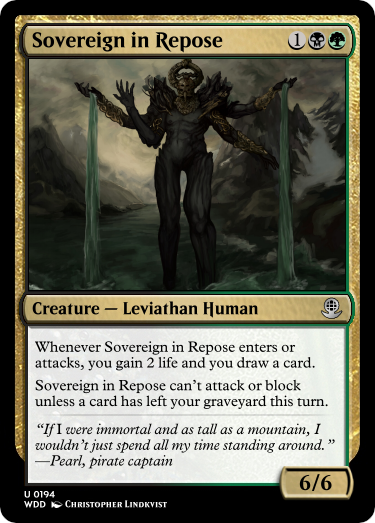 Sovereign in Repose 1
Creature — Leviathan Human
Whenever Sovereign in Repose enters or
attacks, you gain 2 life and you draw a card.
Sovereign in Repose can't attack or block
unless a card has left your graveyard this turn.
“If I were immortal and as tall as a mountain, I
wouldn't just spend all my time standing around.”
—Pearl, pirate captain
6/6
U 0194
WDD Christopher Lindkvist